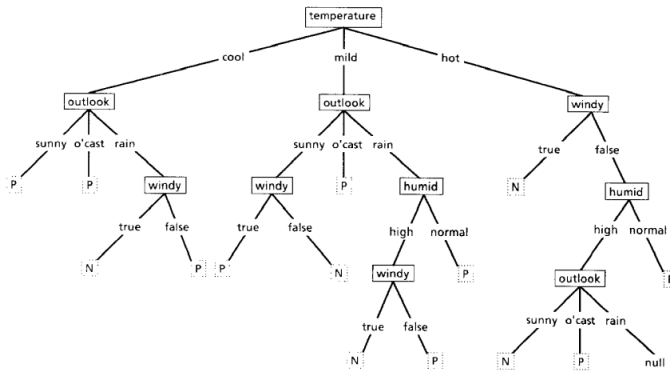 temperature
cool mild hot
outlook outlook windy
sunny o'cast rain sunny o'cast rain true false
P P windy windy P humid N humid
true false true false high normal high normal
N P P N windy P outlook
true false sunny o'cast rain
N P N P null